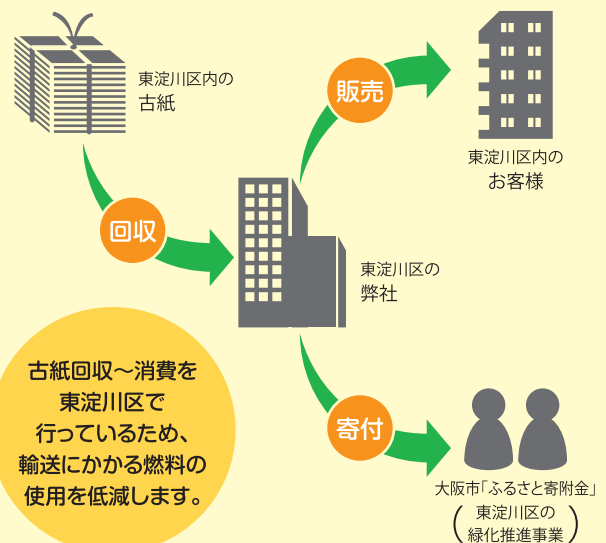 東淀川区内の
古紙
回収
販売
東淀川区内の
お客様
東淀川区の
弊社
古紙回収～消費を
東淀川区で
行っているため、
輸送にかかる燃料の
使用を低減します。
寄付
大阪市「ふるさと寄附金」
（東淀川区の
緑化推進事業）